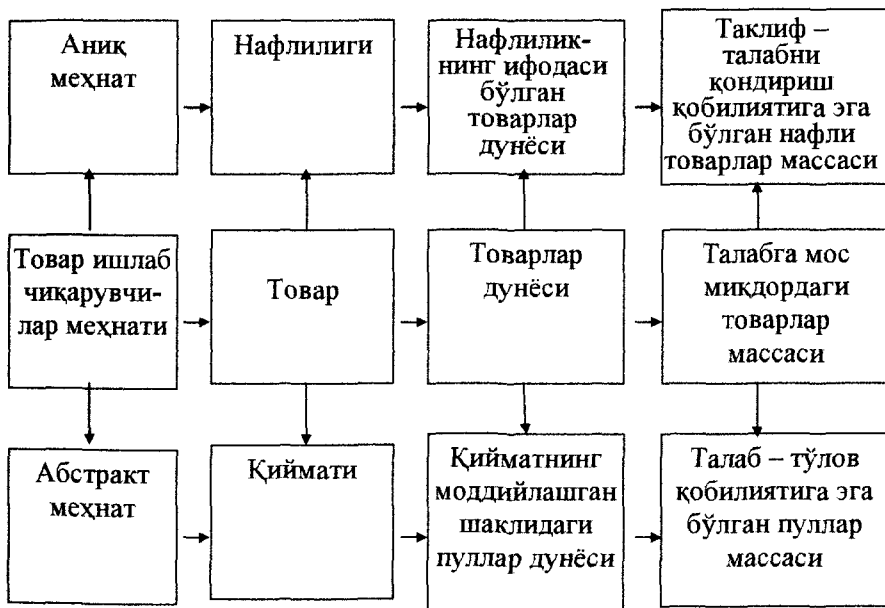 Аниқ
меҳнат
Нафлилиги
Нафлилик-
нинг ифодаси
бўлган
товарлар
дунёси
Таклиф –
талабни
қондириш
қобилиятига эга
бўлган нафли
товарлар массаси
Товар ишлаб
чиқарувчи-
лар меҳнати
Товар
Товарлар
дунёси
Талабга мос
миқдордаги
товарлар
массаси
Абстракт
меҳнат
Қиймати
Қийматнинг
моддийлашган
шаклидаги
пуллар дунёси
Талаб – тўлов
қобилиятига эга
бўлган пуллар
массаси